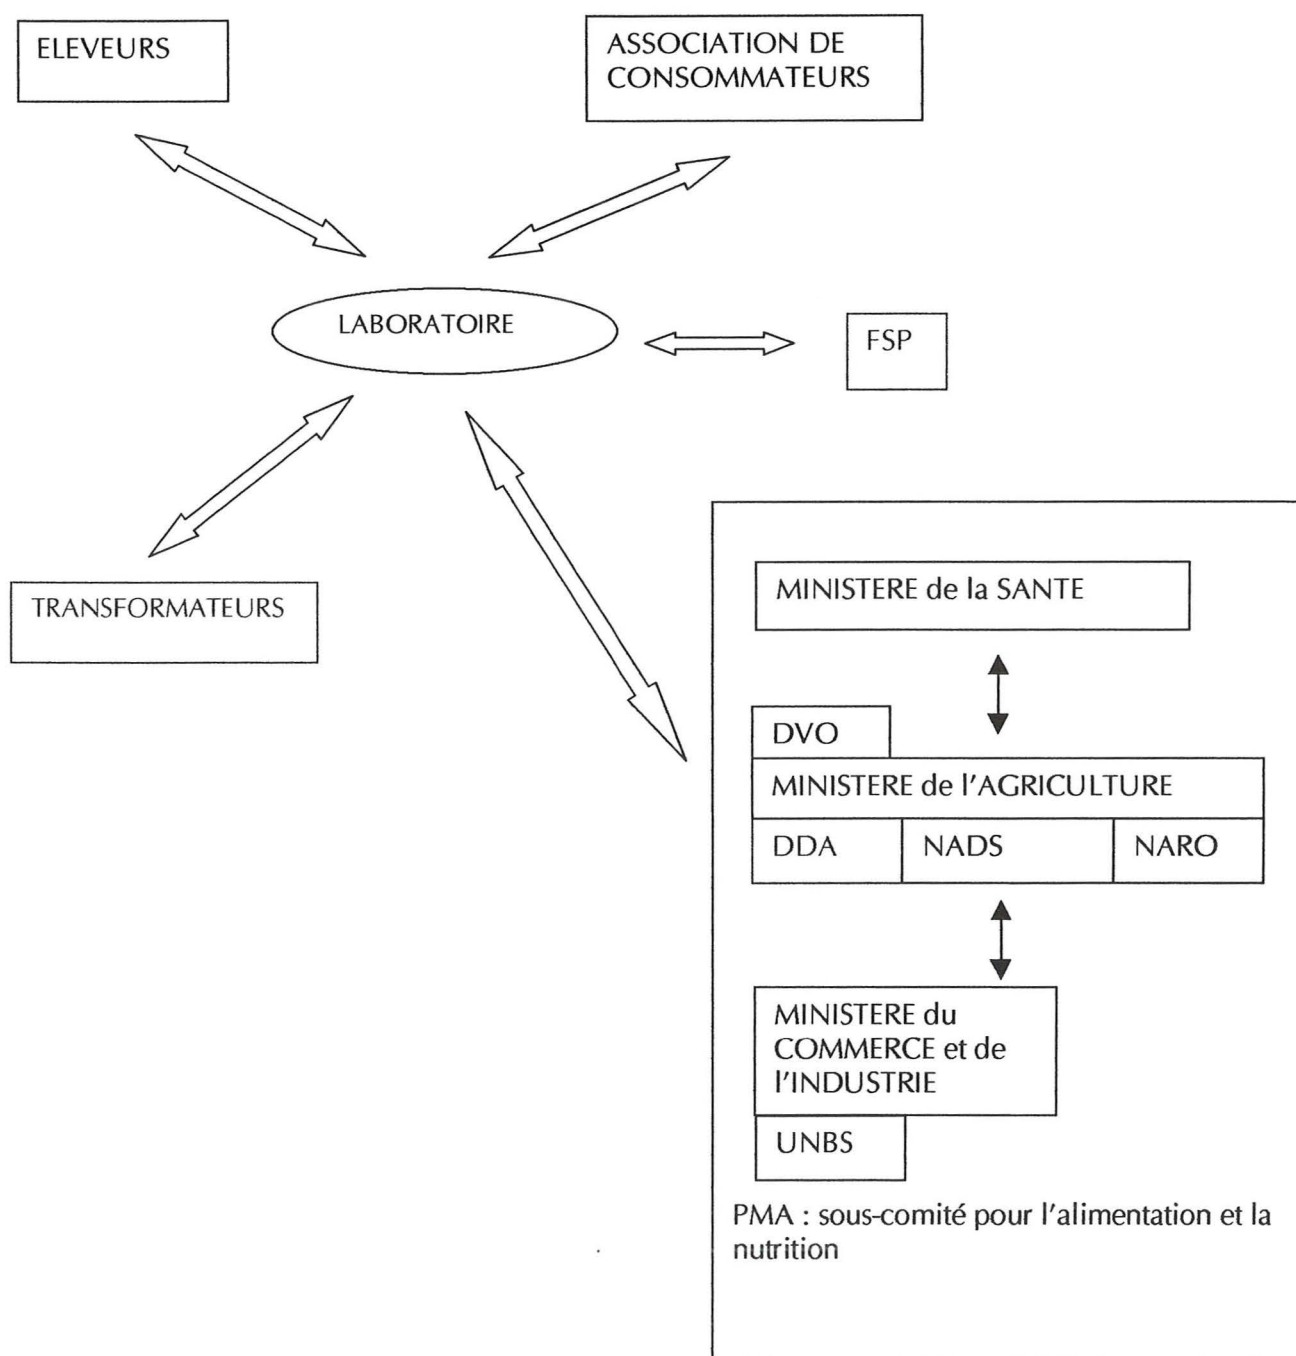 ELEVEURS
ASSOCIATION DE
CONSOMMATEURS
LABORATOIRE
FSP
TRANSFORMATEURS
MINISTERE de la SANTE
DVO
MINISTERE de l'AGRICULTURE
DDA NADS NARO
MINISTERE du
COMMERCE et de
l'INDUSTRIE
UNBS
PMA : sous-comité pour l'alimentation et la
nutrition